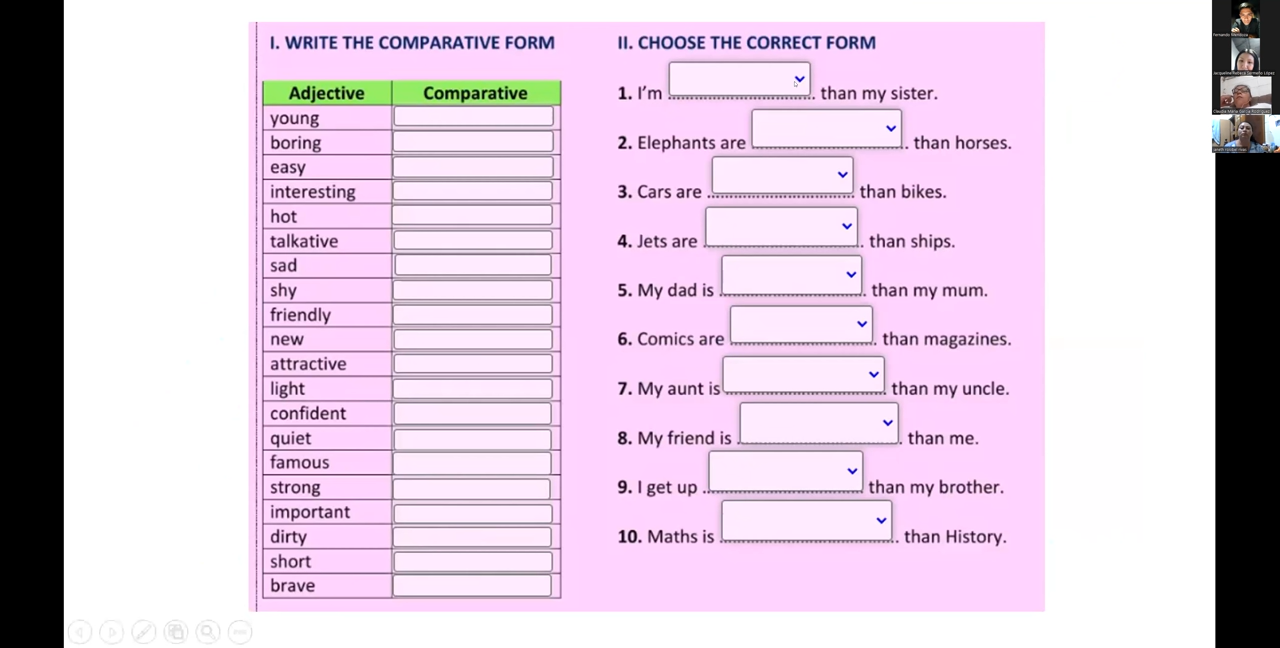 I. WRITE THE COMPARATIVE FORM
Adjective Comparative
young
boring
easy
interesting
hot
talkative
sad
shy
friendly
new
attractive
light
confident
quiet
famous
strong
important
dirty
short
brave
II. CHOOSE THE CORRECT FORM
1. I'm than my sister.
2. Elephants are . than horses.
3. Cars are than bikes.
4. Jets are . than ships.
5. My dad is . than my mum.
6. Comics are . than magazines.
7. My aunt is than my uncle.
8. My friend is . than me.
9. I get up than my brother.
10. Maths is . than History.
Fernando Mendoza